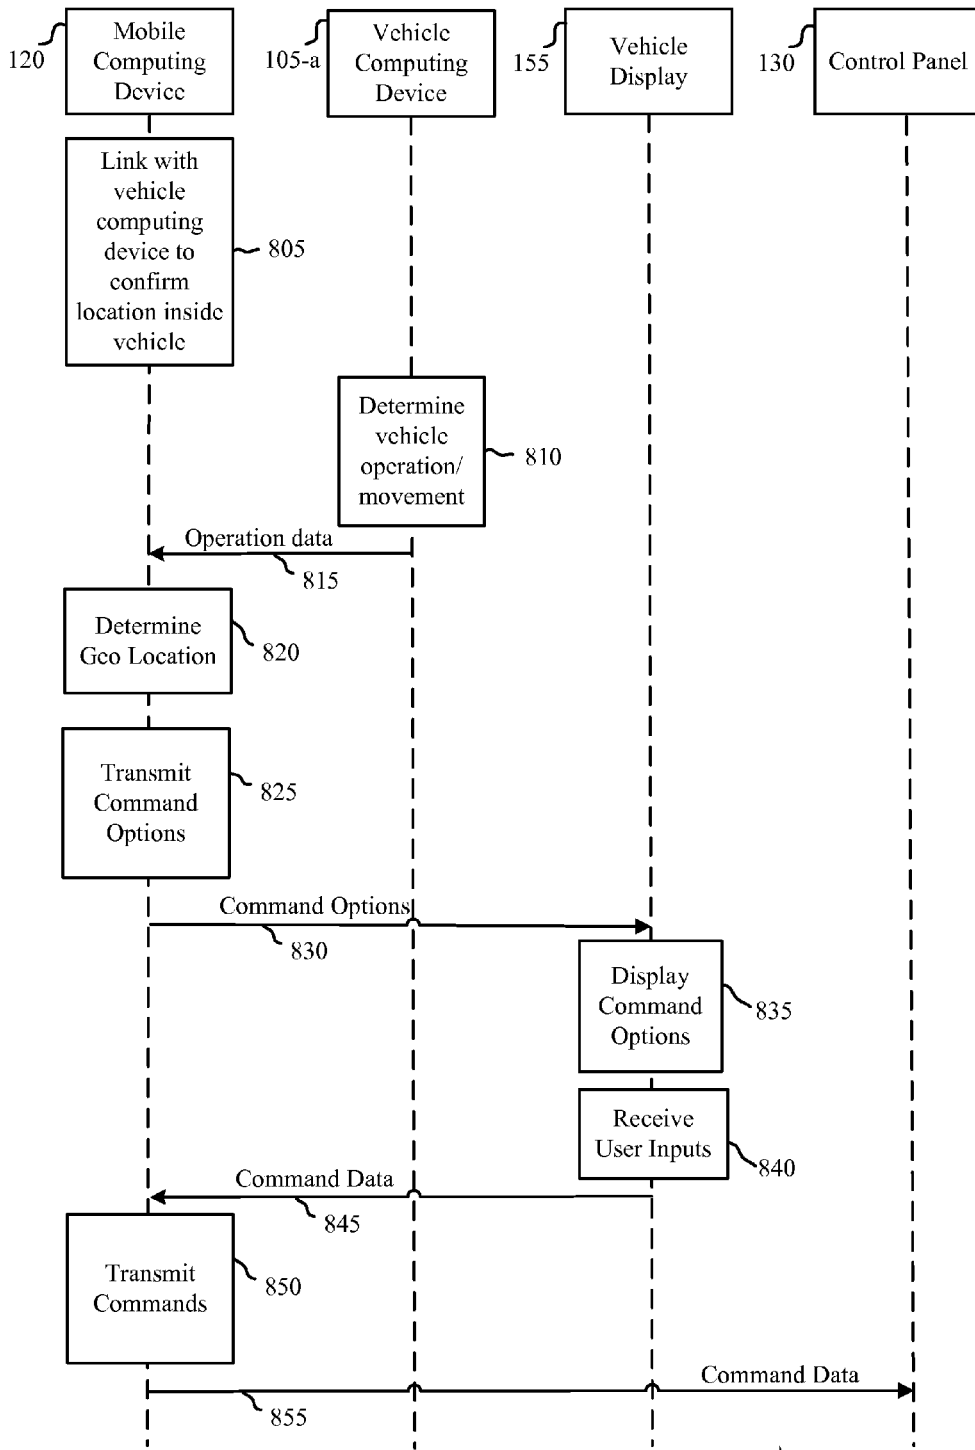 Mobile
Computing
Device
120
Vehicle
Computing
Device
105-a
Vehicle
Display
155
Control Panel
130
Link with
vehicle
computing
device to
confirm
location inside
vehicle
805
Determine
vehicle
operation/
movement
810
Operation data
815
Determine
Geo Location
820
Transmit
Command
Options
825
Command Options
830
Display
Command
Options
835
Receive
User Inputs
840
Command Data
845
Transmit
Commands
850
Command Data
855